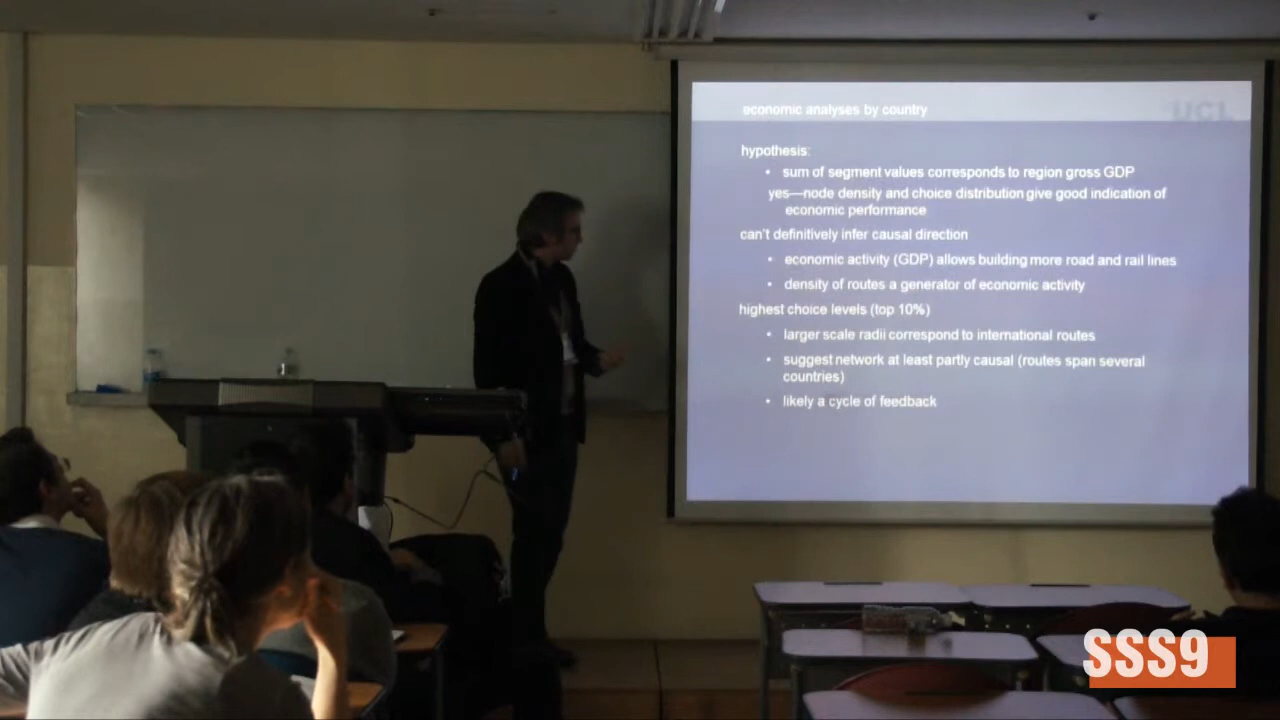 economic analyses by country
UCL
hypothesis:
• sum of segment values corresponds to region gross GDP
yes—node density and choice distribution give good indication of
economic performance
can't definitively infer causal direction
• economic activity (GDP) allows building more road and rail lines
• density of routes a generator of economic activity
highest choice levels (top 10%)
• larger scale radii correspond to international routes
• suggest network at least partly causal (routes span several
countries)
• likely a cycle of feedback
SSS9